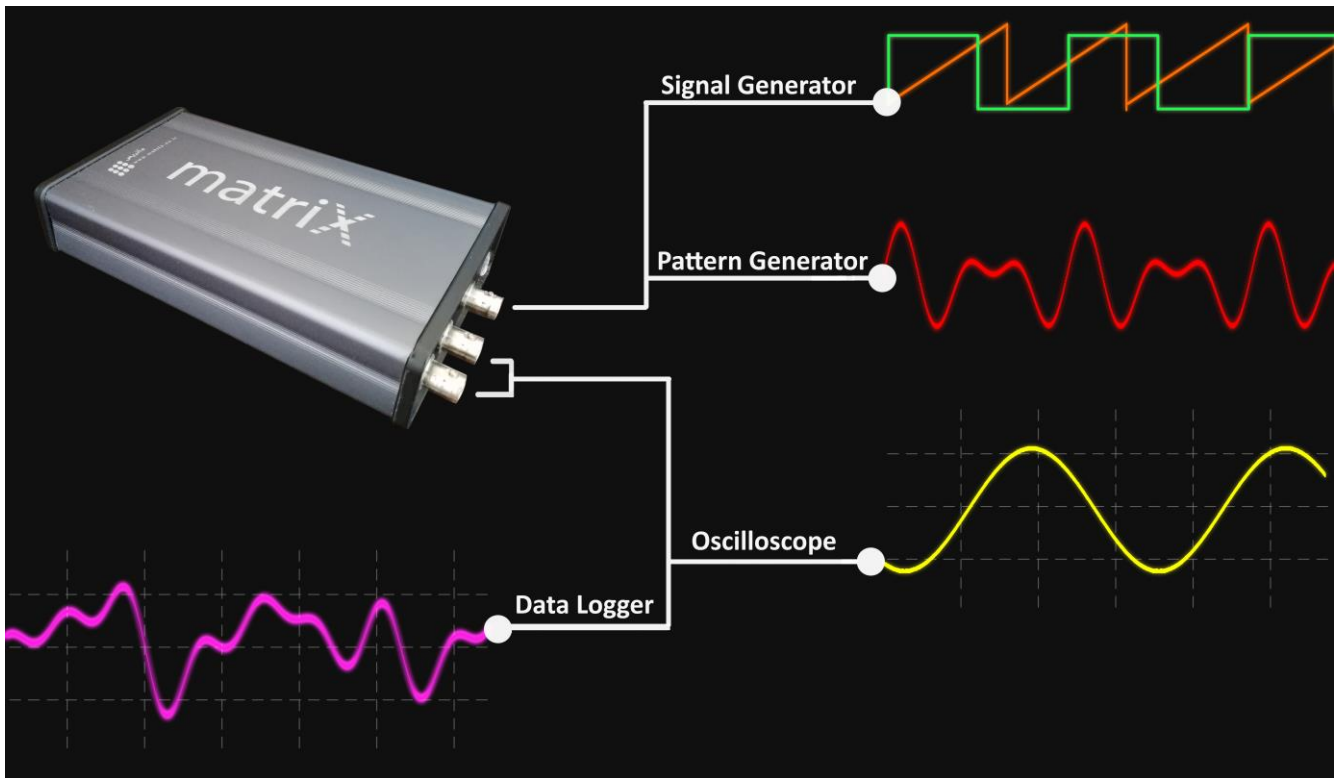 Signal Generator
matrix
Pattern Generator
Oscilloscope
Data Logger